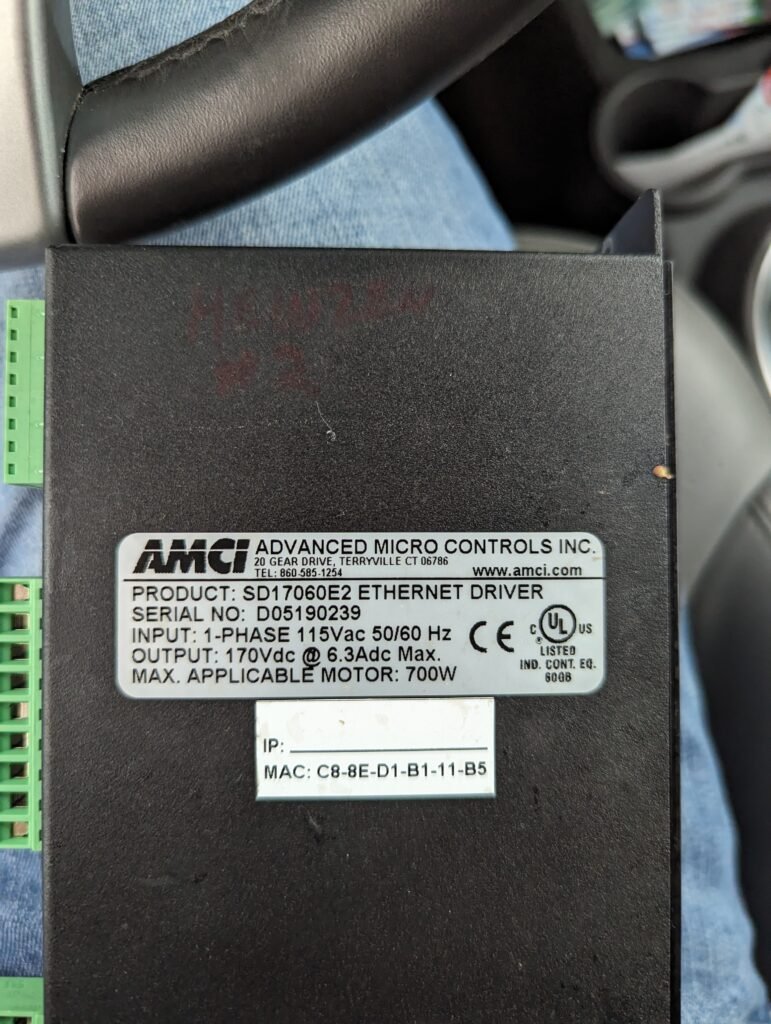 #2
AMCI ADVANCED MICRO CONTROLS INC.
20 GEAR DRIVE, TERRYVILLE CT 06786
TEL: 860-585-1254 www.amci.com
PRODUCT: SD17060E2 ETHERNET DRIVER
SERIAL NO: D05190239
INPUT: 1-PHASE 115Vac 50/60 Hz
OUTPUT: 170Vdc @ 6.3Adc Max.
MAX. APPLICABLE MOTOR: 700W
CE
C UL US
®
LISTED
IND. CONT. EQ.
60GB
IP:
MAC: C8-8E-D1-B1-11-B5